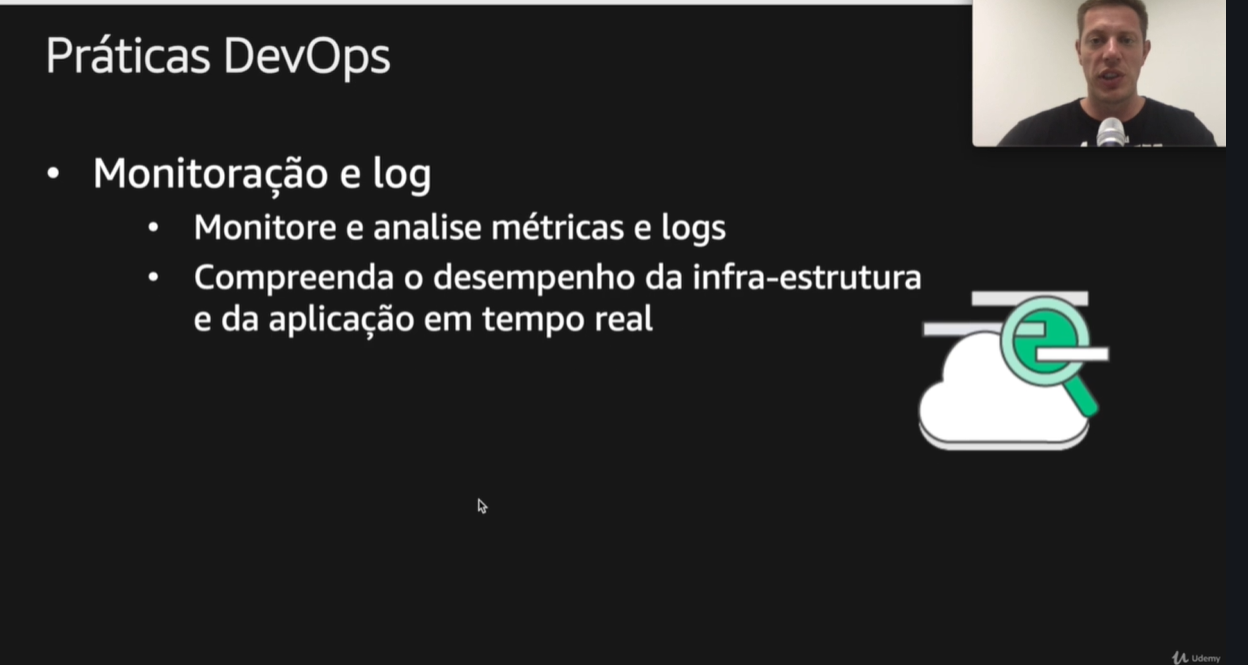 Práticas DevOps
• Monitoração e log
• Monitore e analise métricas e logs
• Compreenda o desempenho da infra-estrutura
e da aplicação em tempo real
Udemy